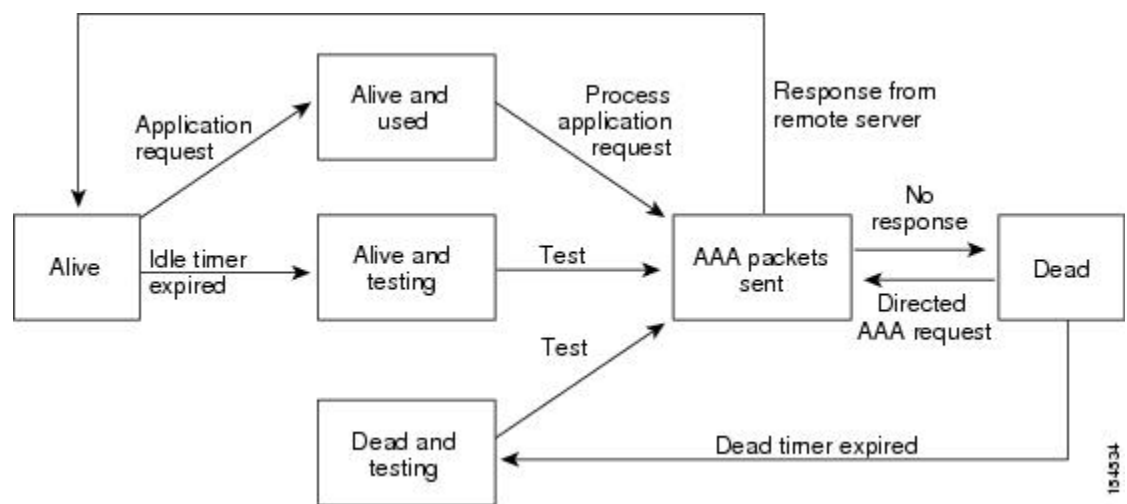 Alive and
used
Process
application
request
Response from
remote server
Application
request
No
response
Alive
Idle timer
expired
Alive and
testing
Test
AAA packets
sent
Dead
Directed
AAA request
Test
Dead and
testing
Dead timer expired
154534